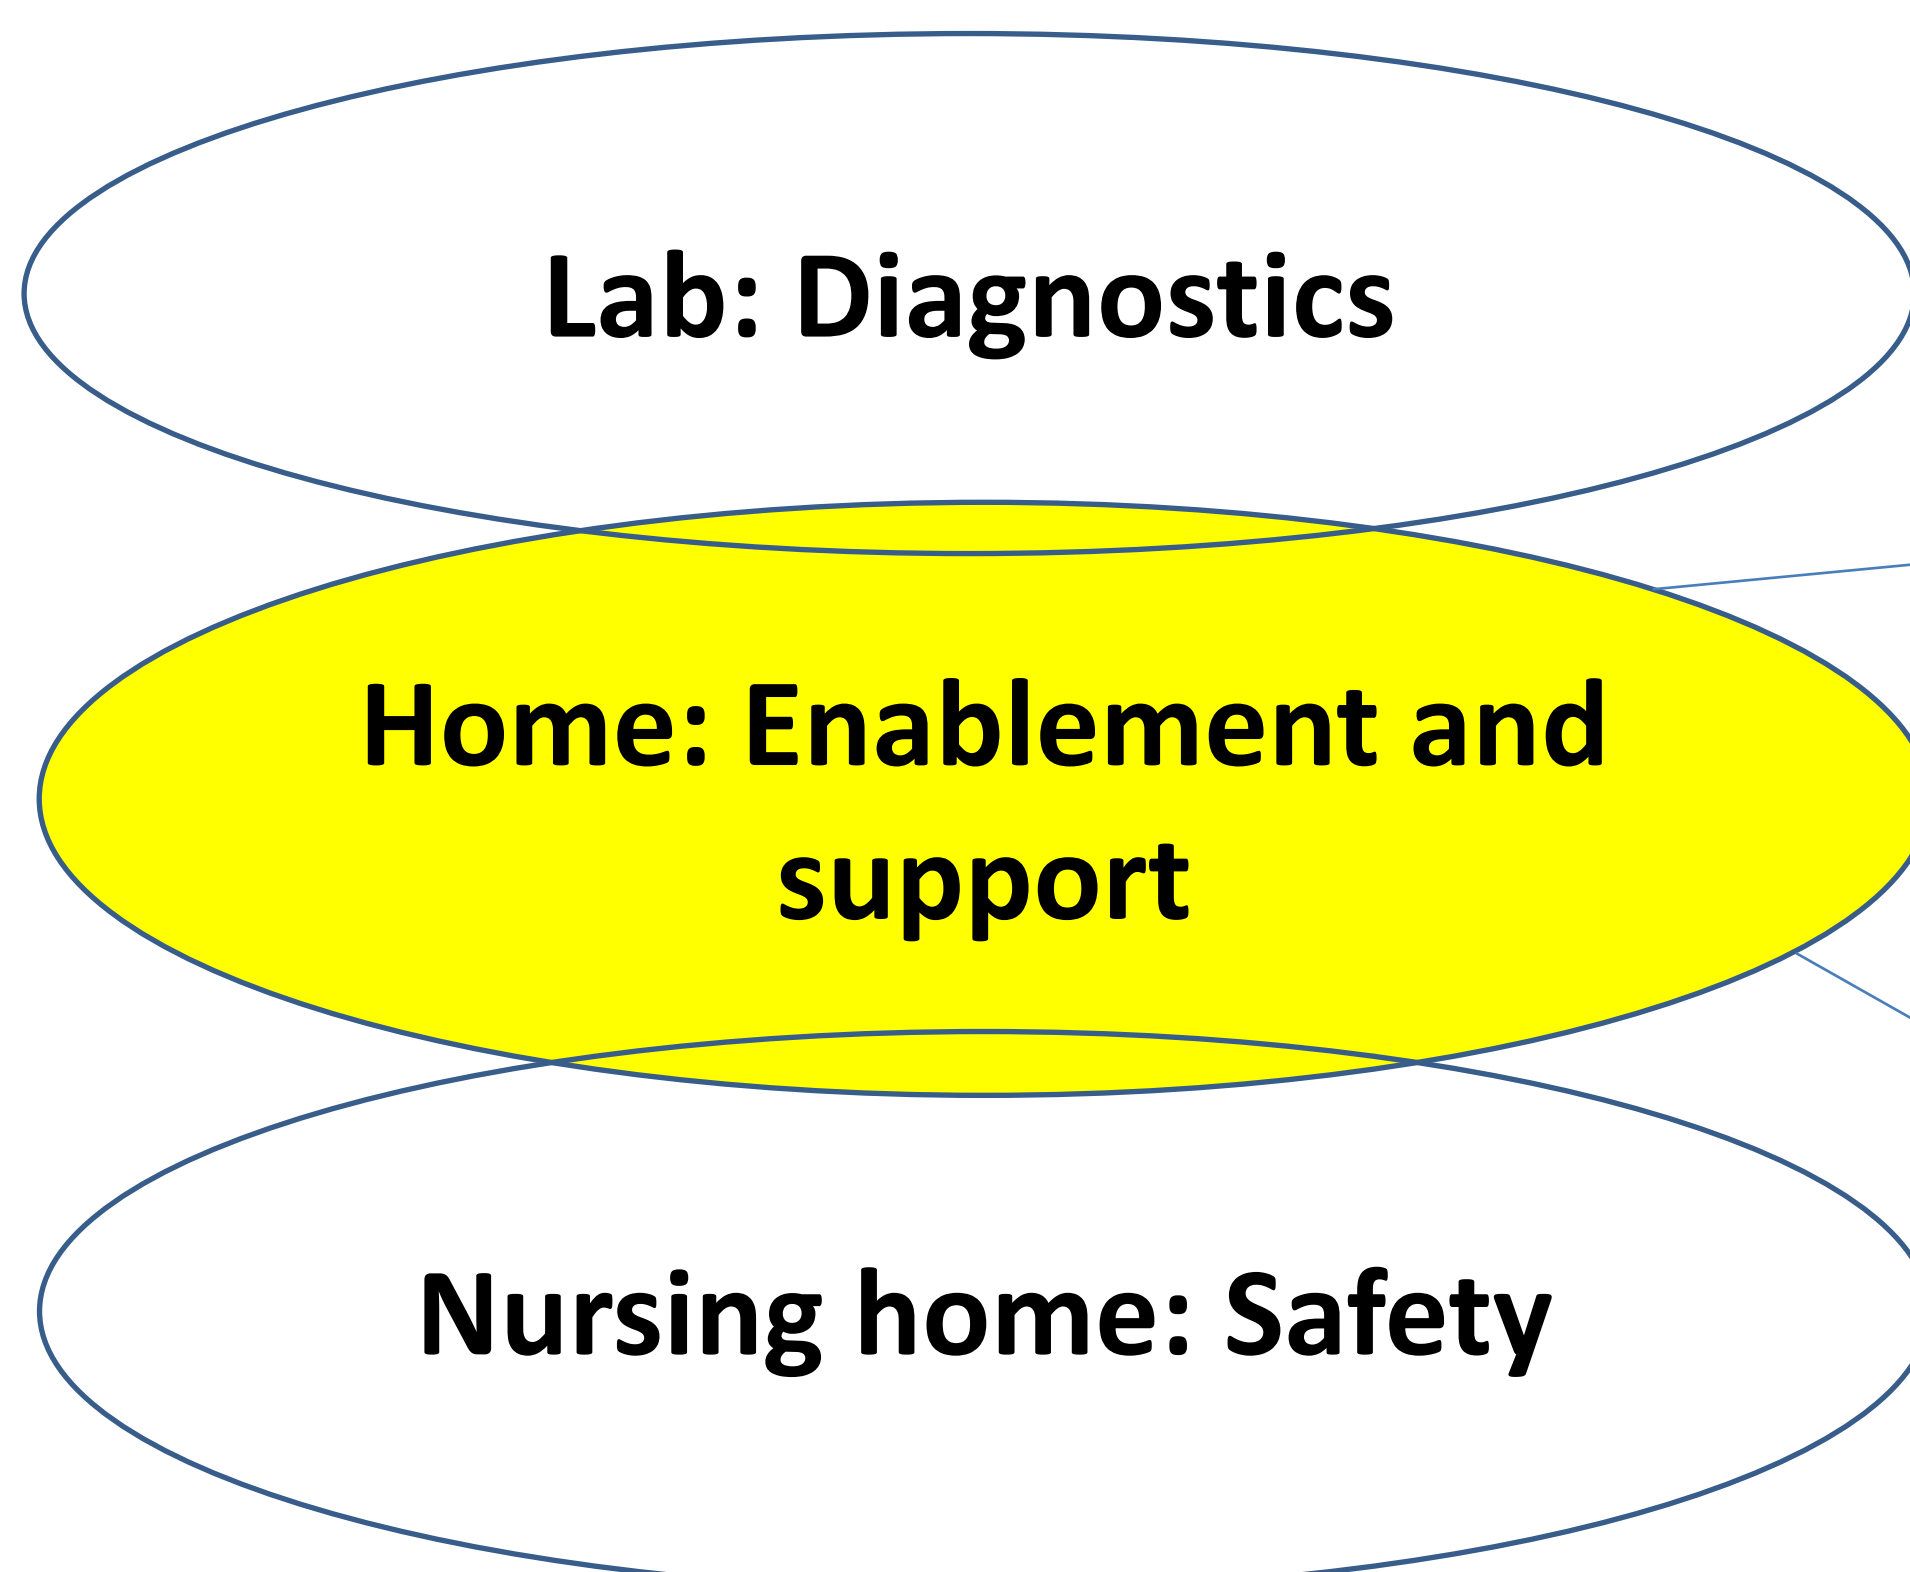 Lab: Diagnostics
Home: Enablement and
support
Nursing home: Safety